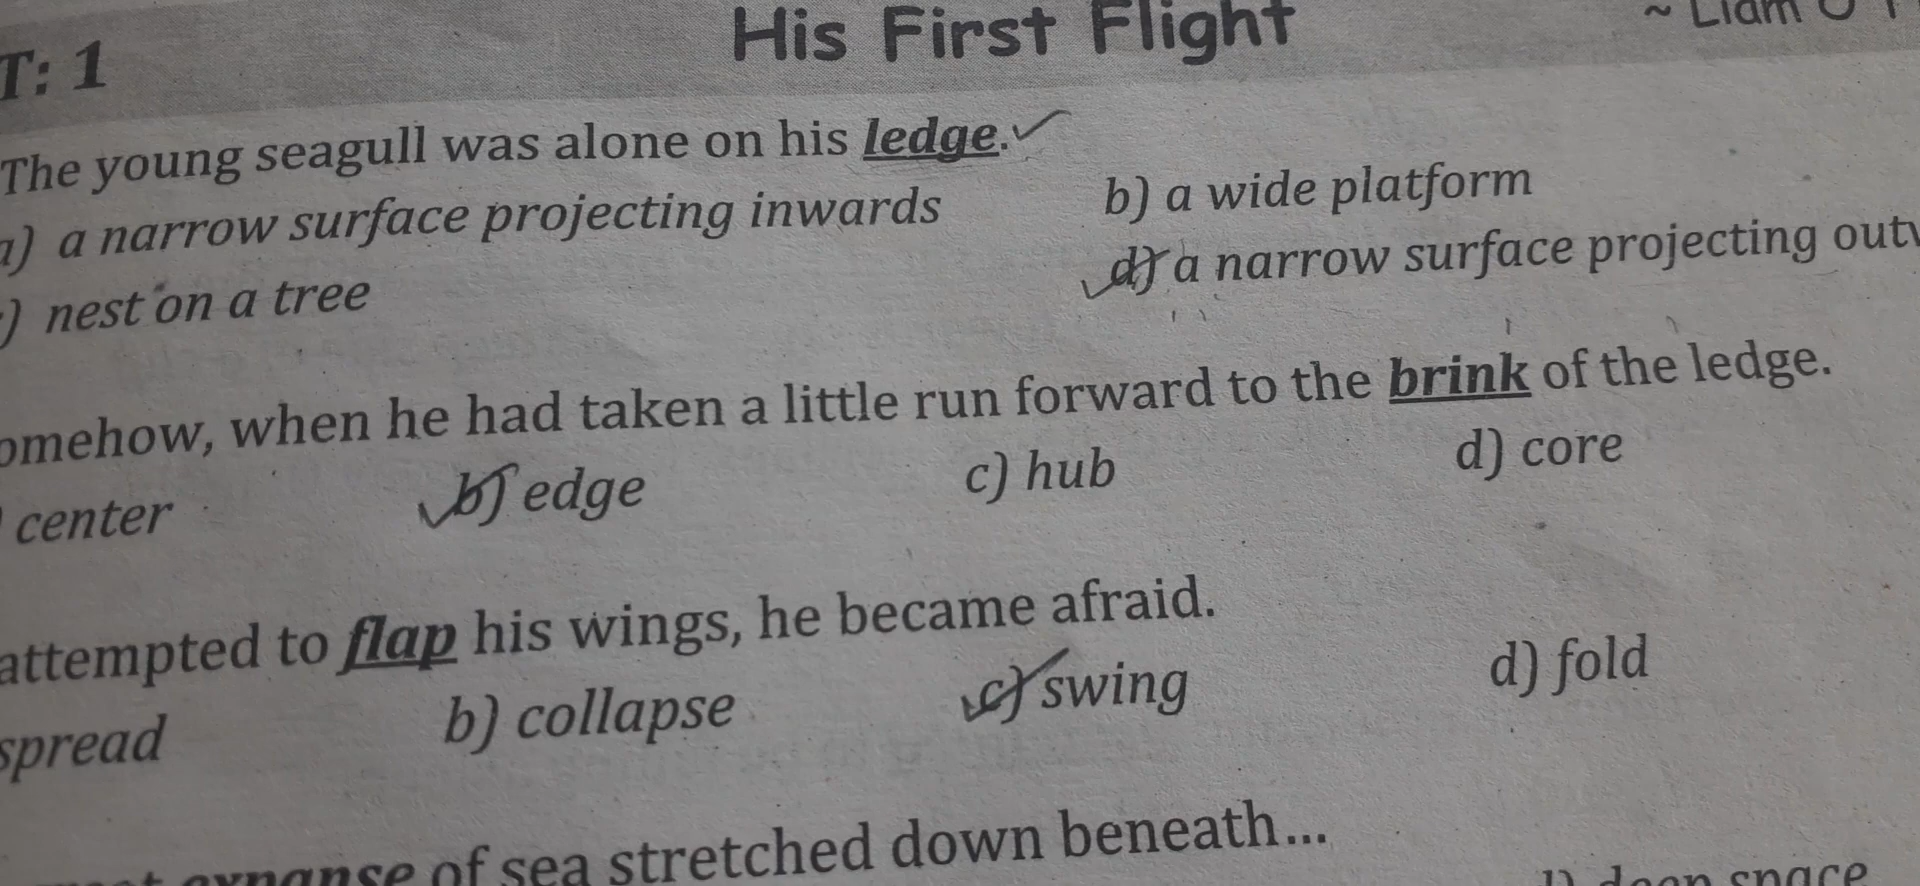 His First Flight
~ Liam O'
T: 1
The young seagull was alone on his ledge.
a) a narrow surface projecting inwards b) a wide platform
) nest on a tree d) a narrow surface projecting out
omehow, when he had taken a little run forward to the brink of the ledge.
center b) edge c) hub d) core
attempted to flap his wings, he became afraid.
spread b) collapse c) swing d) fold
expanse of sea stretched down beneath...
deep space